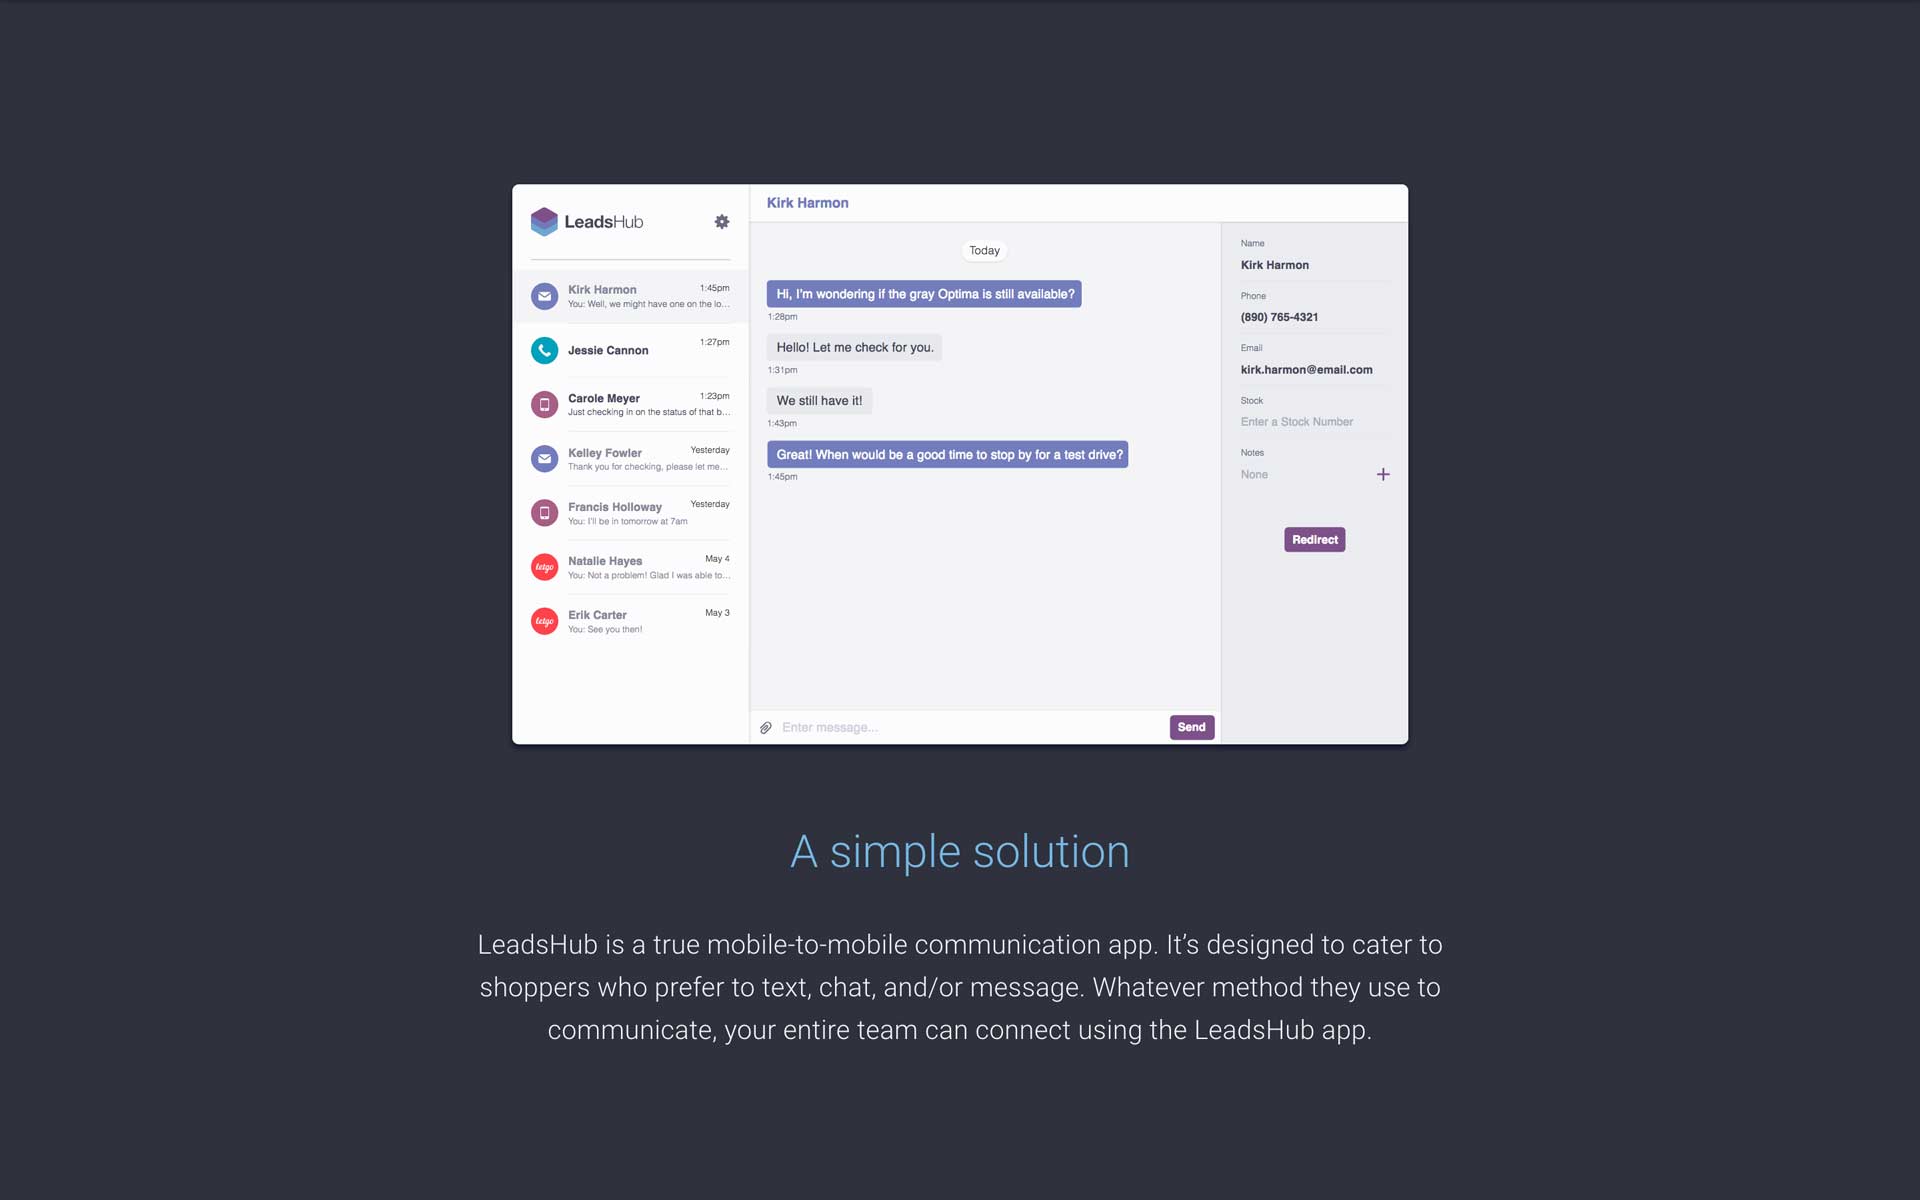 LeadsHub
Kirk Harmon
1:45pm
You: Well, we might have one on the lo...
Jessie Cannon
1:27pm
Carole Meyer
1:23pm
Just checking in on the status of that b...
Kelley Fowler
Yesterday
Thank you for checking, please let me...
Francis Holloway
Yesterday
You: I'll be in tomorrow at 7am
letgo
Natalie Hayes
May 4
You: Not a problem! Glad I was able to...
letgo
Erik Carter
May 3
You: See you then!
Kirk Harmon
Today
Hi, I'm wondering if the gray Optima is still available?
1:28pm
Hello! Let me check for you.
1:31pm
We still have it!
1:43pm
Great! When would be a good time to stop by for a test drive?
1:45pm
Enter message...
Send
Name
Kirk Harmon
Phone
(890) 765-4321
Email
kirk.harmon@email.com
Stock
Enter a Stock Number
Notes
None
Redirect
A simple solution
LeadsHub is a true mobile-to-mobile communication app. It's designed to cater to
shoppers who prefer to text, chat, and/or message. Whatever method they use to
communicate, your entire team can connect using the LeadsHub app.